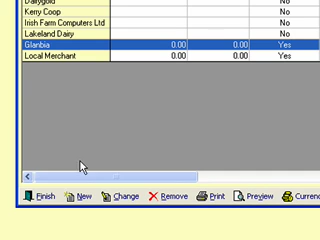 Dairygold No
Kerry Coop No
Irish Farm Computers Ltd No
Lakeland Dairy No
Glanbia 0.00 0.00 Yes
Local Merchant 0.00 0.00 Yes
Finish New Change Remove Print Preview Currenc